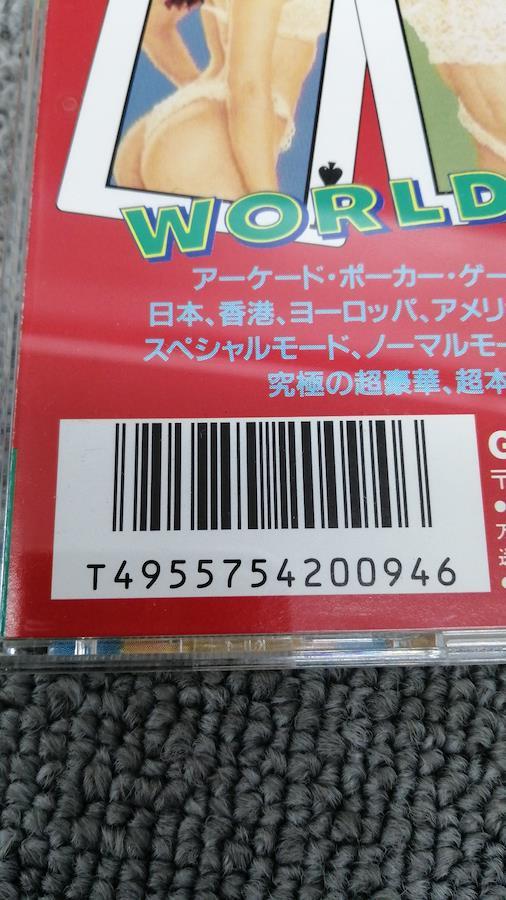 WORLD
アーケード・ポーカー・ゲー
日本、香港、ヨーロッパ、アメリ
スペシャルモード、ノーマルモー
究極の超豪華、超本
G
〒
T4955754200946